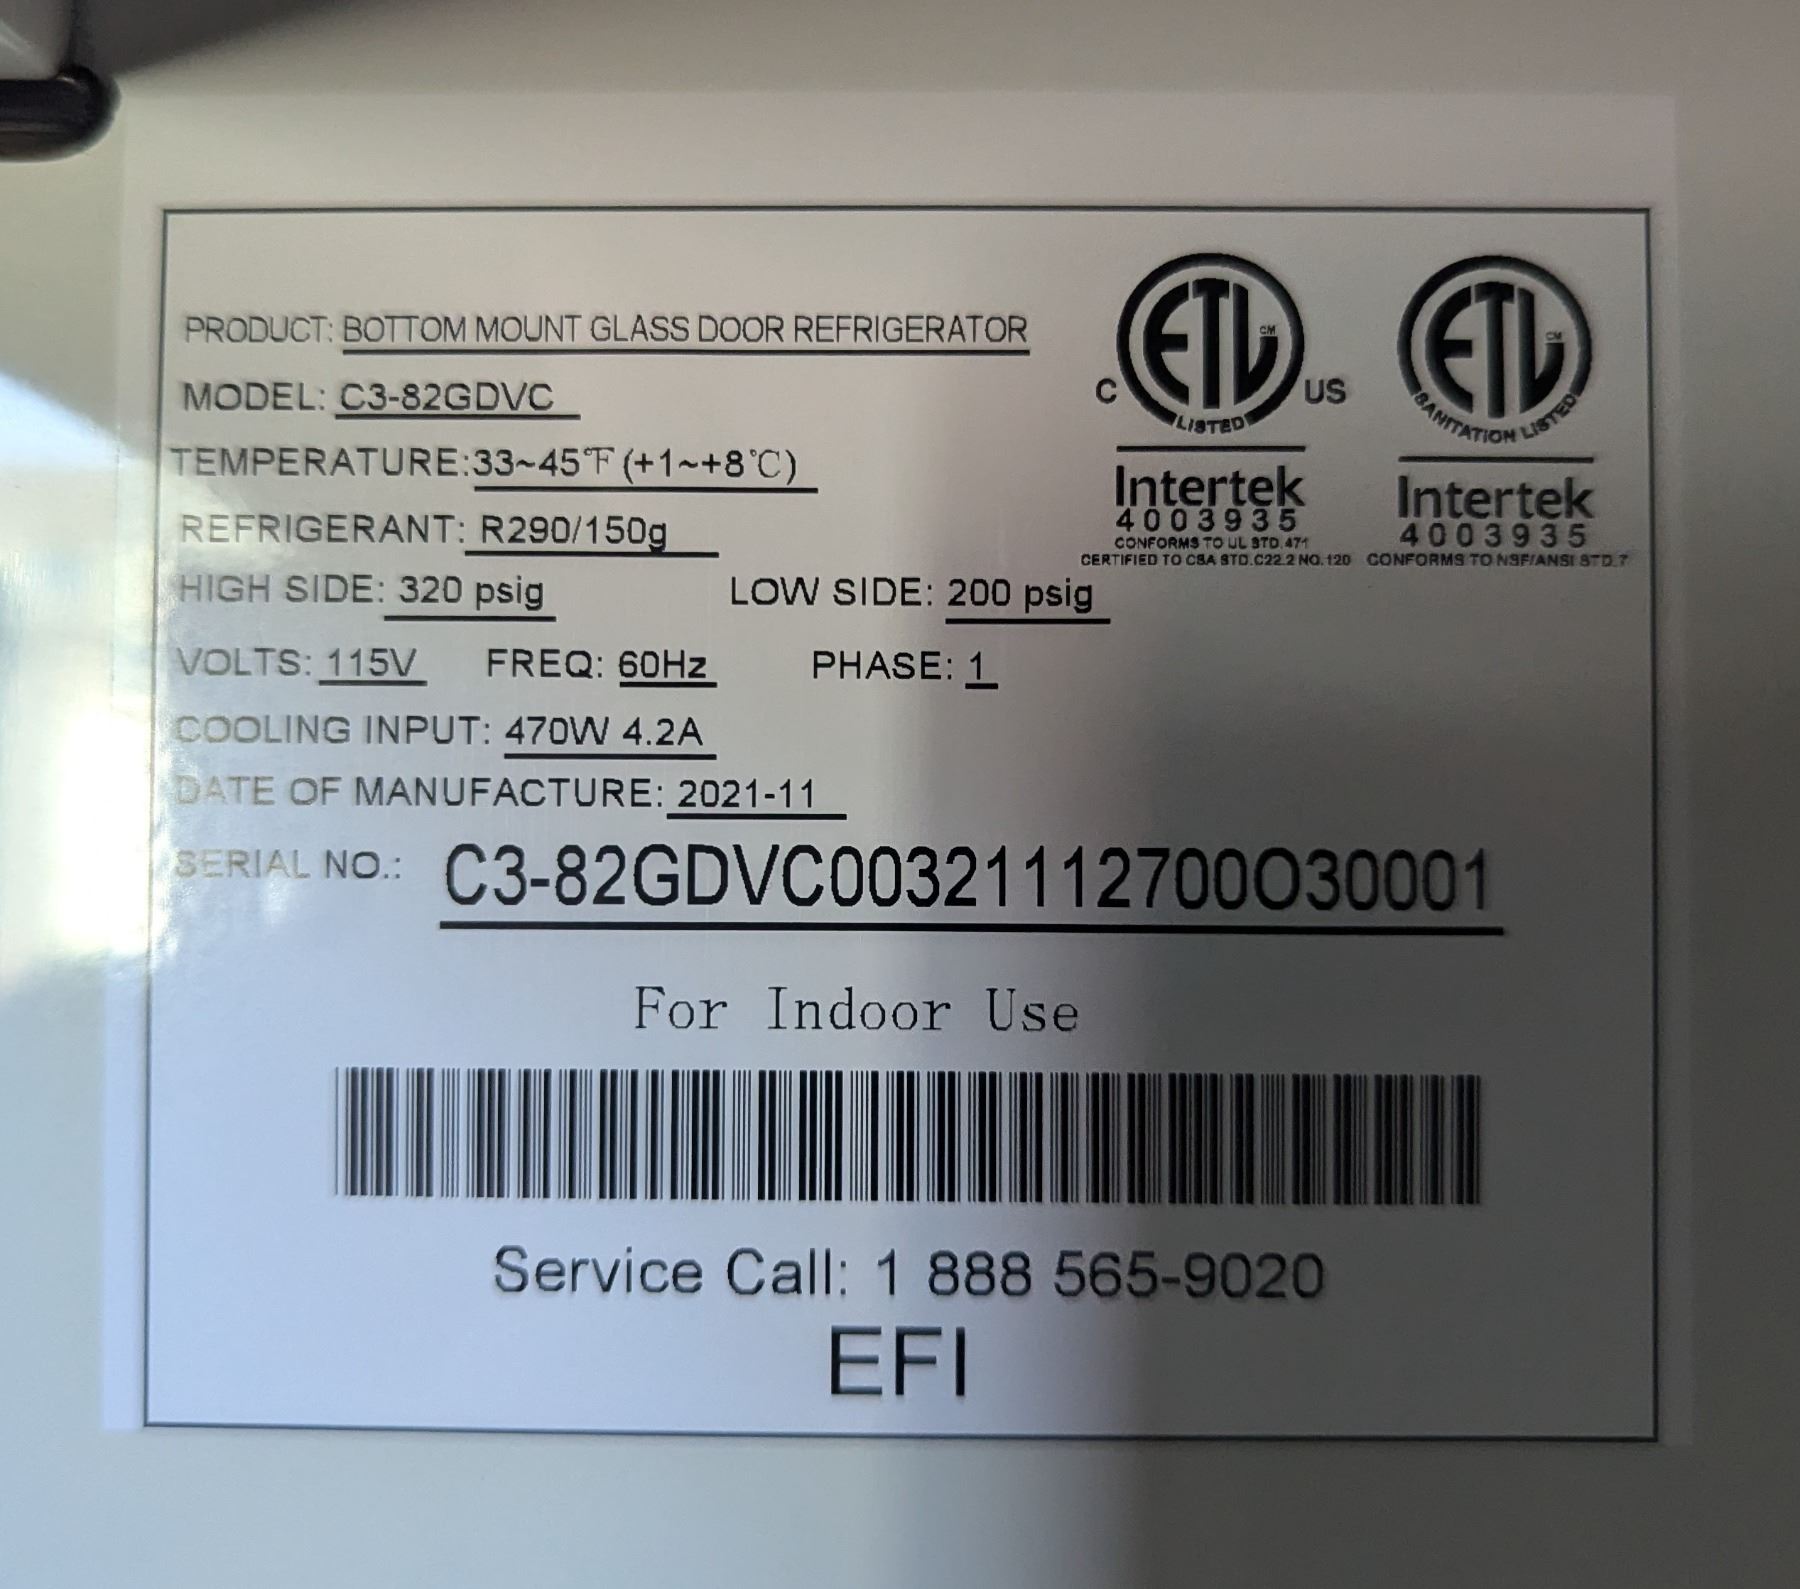 PRODUCT: BOTTOM MOUNT GLASS DOOR REFRIGERATOR
MODEL: C3-82GDVC
TEMPERATURE: 33~45℉ (+1~+8℃)
REFRIGERANT: R290/150g
HIGH SIDE: 320 psig LOW SIDE: 200 psig
VOLTS: 115V FREQ: 60Hz PHASE: 1
COOLING INPUT: 470W 4.2A
DATE OF MANUFACTURE: 2021-11
SERIAL NO.: C3-82GDVC00321112700O30001
For Indoor Use
Service Call: 1 888 565-9020
EFI
ETL CM
C US
LISTED
Intertek
4003935
CONFORMS TO UL STD.471
CERTIFIED TO CSA STD.C22.2 NO.120
ETL CM
SANITATION LISTED
Intertek
4003935
CONFORMS TO NSF/ANSI STD.7